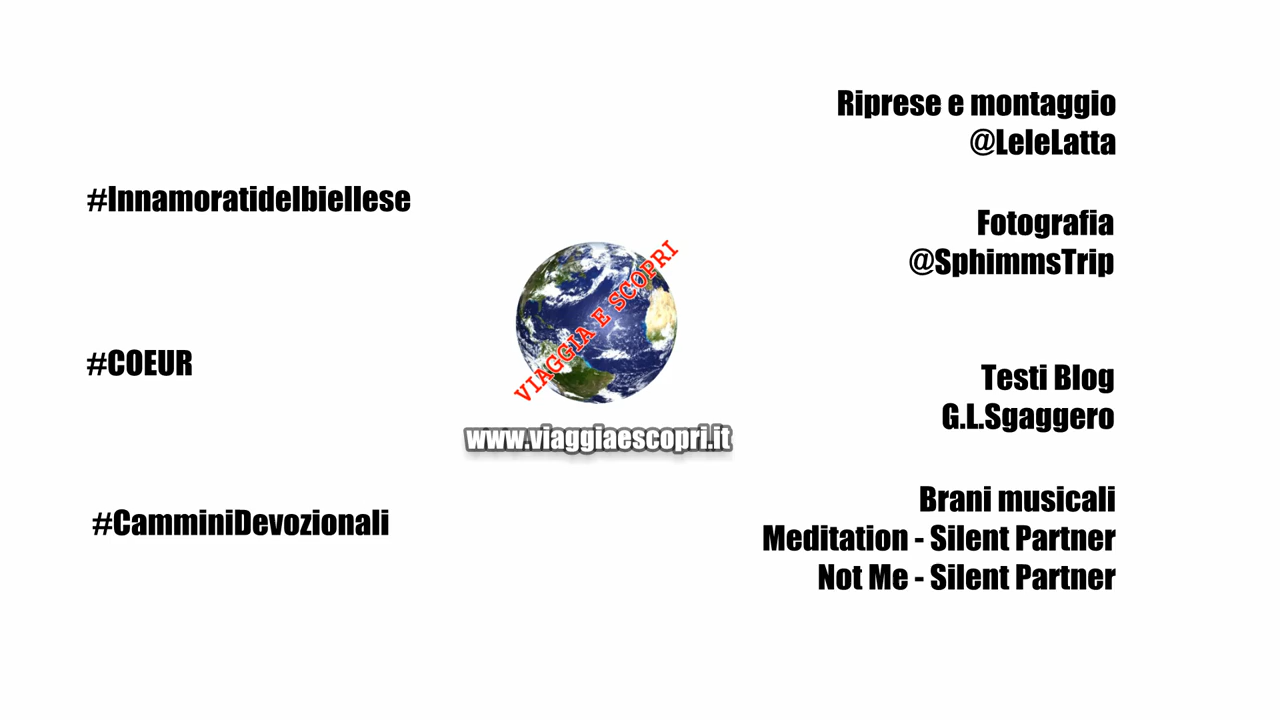 #Innamoratidelbiellese
#COEUR
#CamminiDevozionali
VIAGGIA E SCOPRI
www.viaggiaescopri.it
Riprese e montaggio
@LeleLatta
Fotografia
@SphimmsTrip
Testi Blog
G.L.Sgaggero
Brani musicali
Meditation - Silent Partner
Not Me - Silent Partner